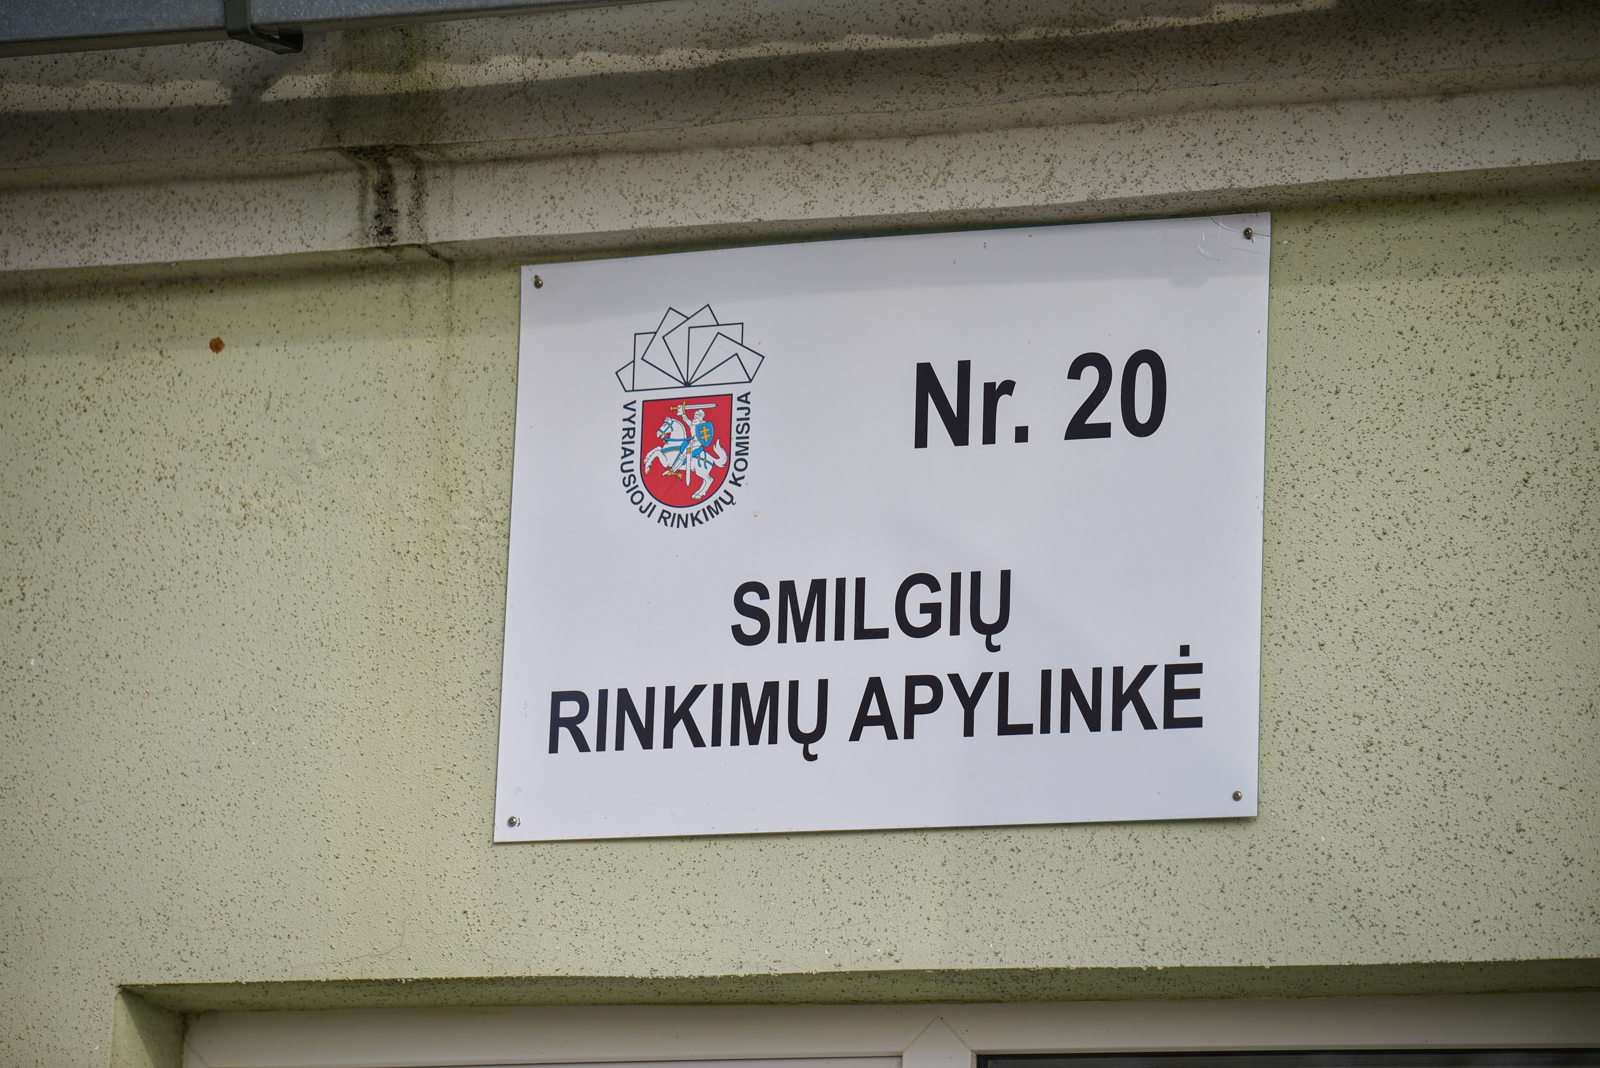 VYRIAUSIOJI RINKIMŲ KOMISIJA
Nr. 20
SMILGIŲ
RINKIMŲ APYLINKĖ